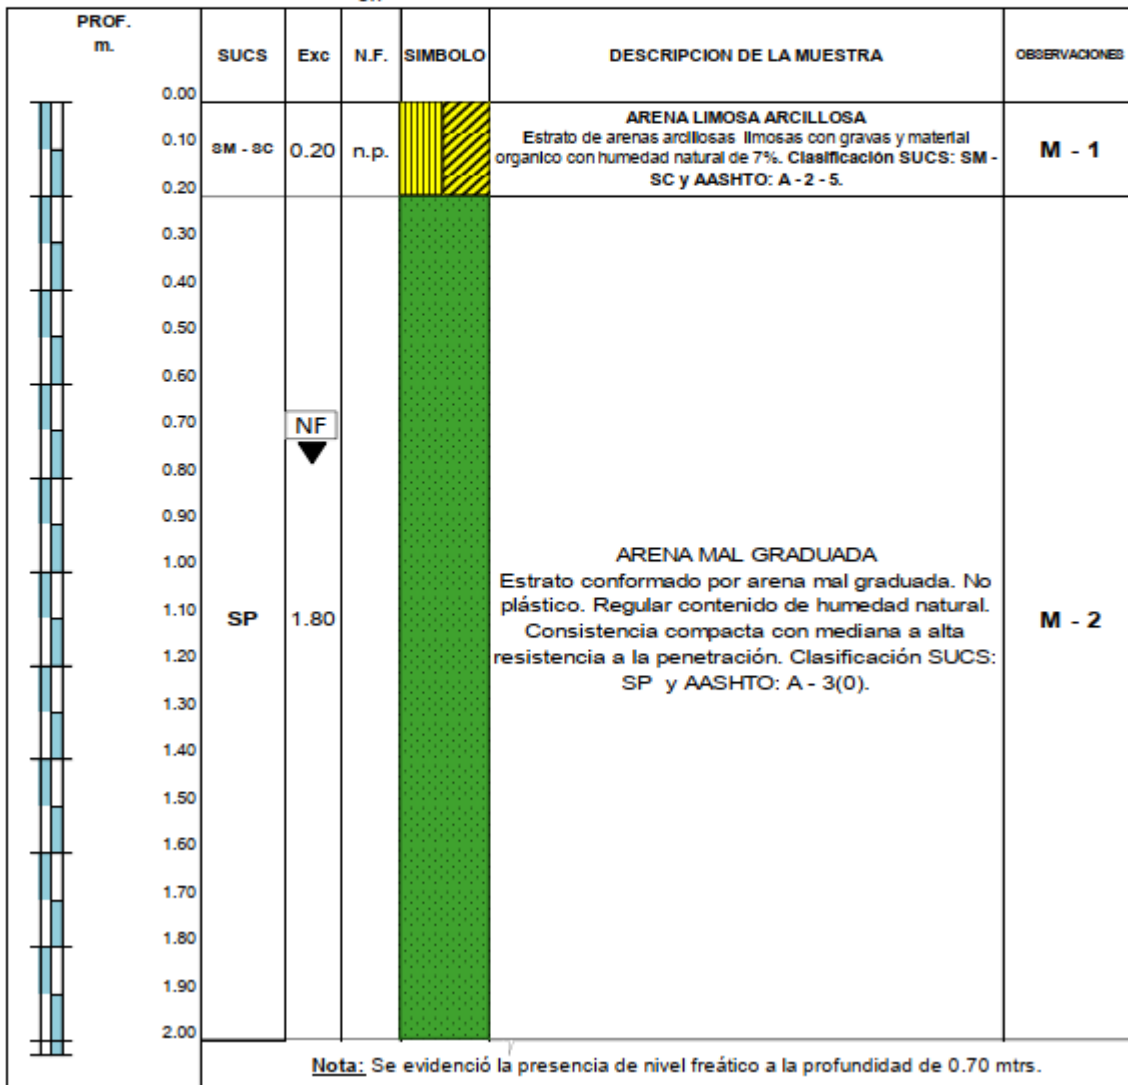 PROF.
m.
SUCS Exc N.F. SIMBOLO DESCRIPCION DE LA MUESTRA OBSERVACIONES
0.00
ARENA LIMOSA ARCILLOSA
0.10
SM - SC 0.20 n.p. Estrato de arenas arcillosas limosas con gravas y material
organico con humedad natural de 7%. Clasificación SUCS: SM -
SC y AASHTO: A - 2 - 5.
M - 1
0.20
0.30
0.40
0.50
0.60
0.70
NF
0.80
0.90
1.00
ARENA MAL GRADUADA
Estrato conformado por arena mal graduada. No
plástico. Regular contenido de humedad natural.
Consistencia compacta con mediana a alta
resistencia a la penetración. Clasificación SUCS:
SP y AASHTO: A - 3(0).
1.10
SP 1.80
M - 2
1.20
1.30
1.40
1.50
1.60
1.70
1.80
1.90
2.00
Nota: Se evidenció la presencia de nivel freático a la profundidad de 0.70 mtrs.